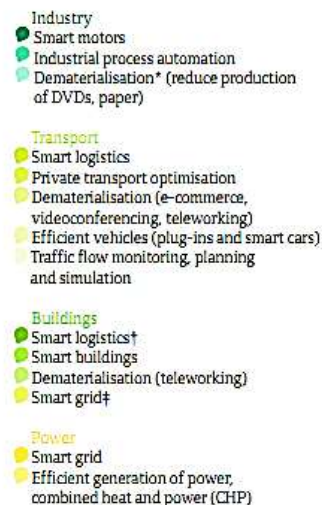 Industry
Smart motors
Industrial process automation
Dematerialisation* (reduce production
of DVDs, paper)
Transport
Smart logistics
Private transport optimisation
Dematerialisation (e-commerce,
videoconferencing, teleworking)
Efficient vehicles (plug-ins and smart cars)
Traffic flow monitoring, planning
and simulation
Buildings
Smart logistics†
Smart buildings
Dematerialisation (teleworking)
Smart grid‡
Power
Smart grid
Efficient generation of power,
combined heat and power (CHP)